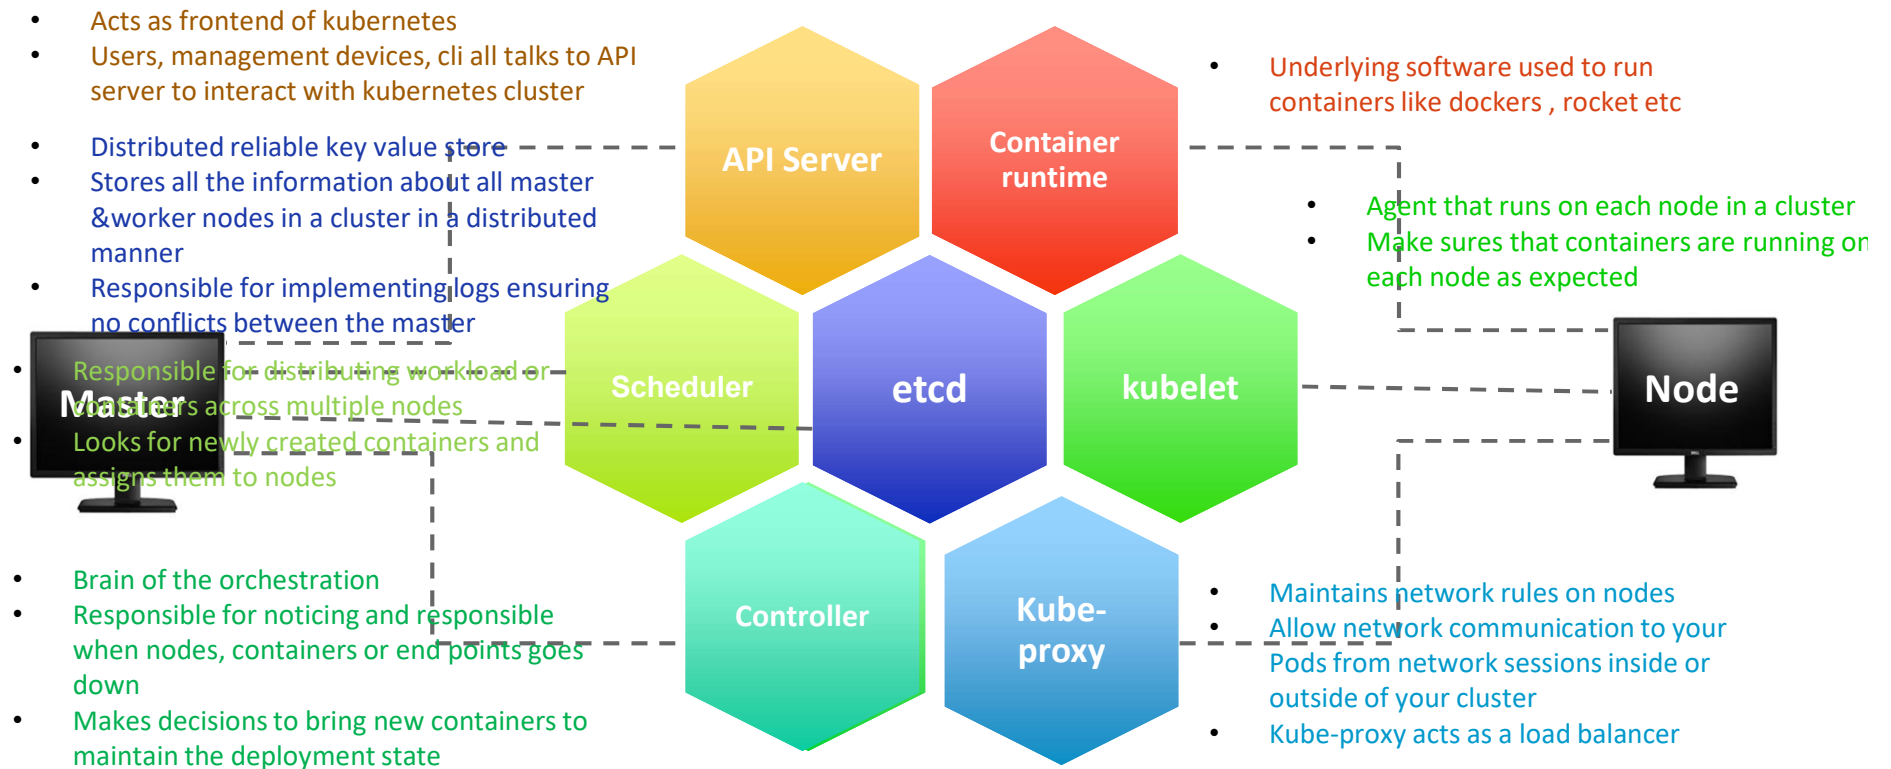 • Acts as frontend of kubernetes
• Users, management devices, cli all talks to API
server to interact with kubernetes cluster
• Distributed reliable key value store
• Stores all the information about all master
&worker nodes in a cluster in a distributed
manner
• Responsible for implementing logs ensuring
no conflicts between the master
• Responsible for distributing workload or
containers across multiple nodes
• Looks for newly created containers and
assigns them to nodes
Master
• Brain of the orchestration
• Responsible for noticing and responsible
when nodes, containers or end points goes
down
• Makes decisions to bring new containers to
maintain the deployment state
API Server
Container
runtime
Scheduler
etcd
kubelet
Controller
Kube-
proxy
• Underlying software used to run
containers like dockers , rocket etc
• Agent that runs on each node in a cluster
• Make sures that containers are running on
each node as expected
Node
• Maintains network rules on nodes
• Allow network communication to your
Pods from network sessions inside or
outside of your cluster
• Kube-proxy acts as a load balancer